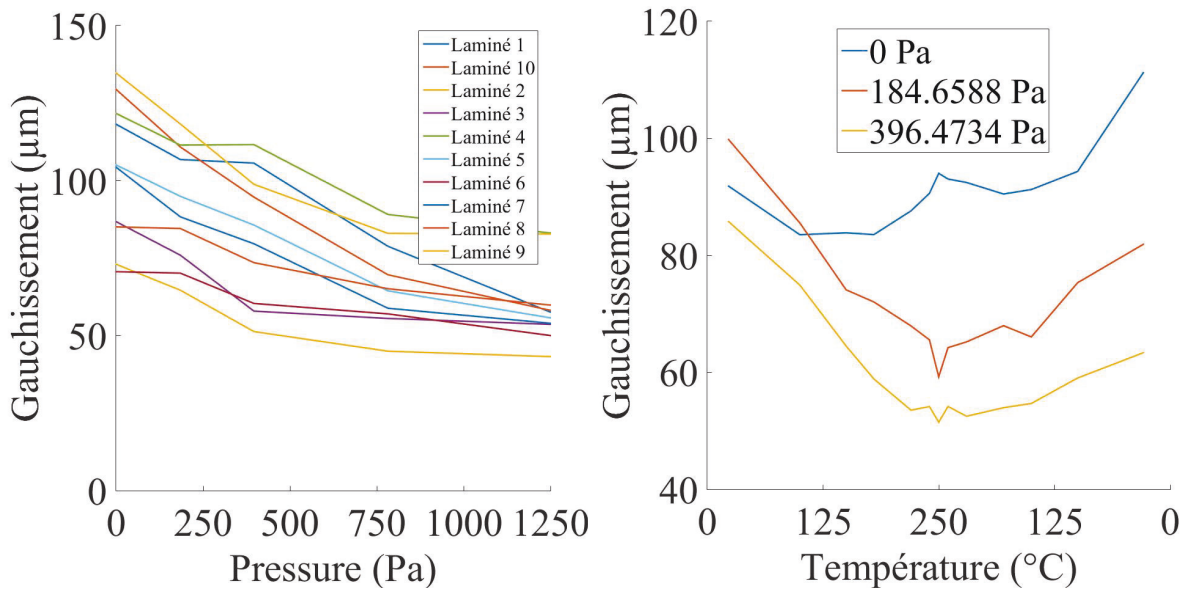 150
100
50
0
Gauchissement (μm)
Laminé 1
Laminé 10
Laminé 2
Laminé 3
Laminé 4
Laminé 5
Laminé 6
Laminé 7
Laminé 8
Laminé 9
0 250 500 750 1000 1250
Pressure (Pa)
120
100
80
60
40
Gauchissement (μm)
0 Pa
184.6588 Pa
396.4734 Pa
0 125 250 125 0
Température (°C)